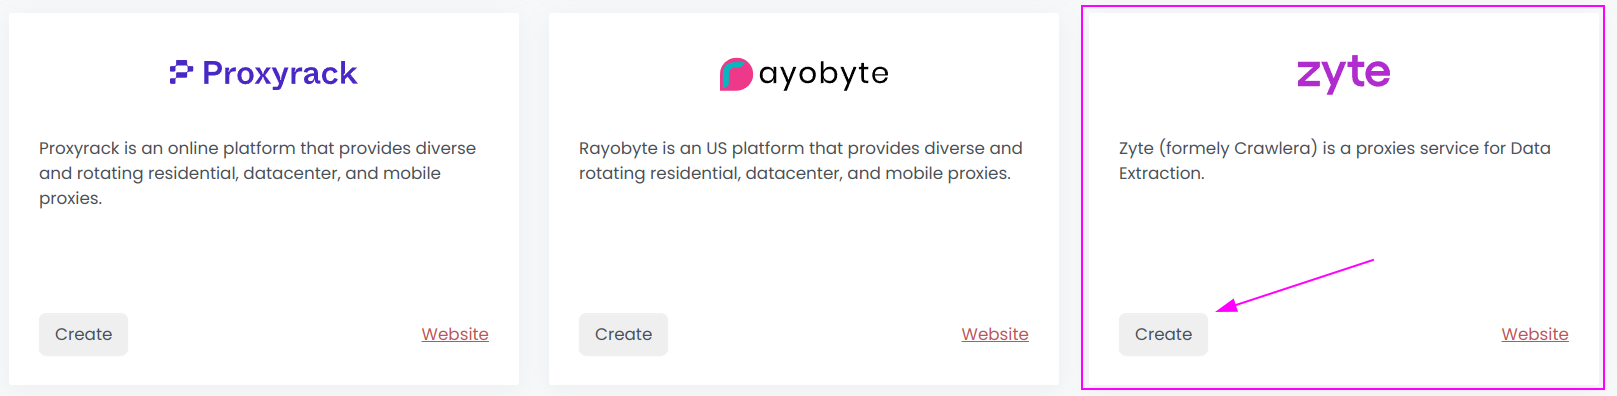 Proxyrack
Proxyrack is an online platform that provides diverse
and rotating residential, datacenter, and mobile
proxies.
Create
Website
rayobyte
Rayobyte is an US platform that provides diverse and
rotating residential, datacenter, and mobile proxies.
Create
Website
zyte
Zyte (formely Crawlera) is a proxies service for Data
Extraction.
Create
Website